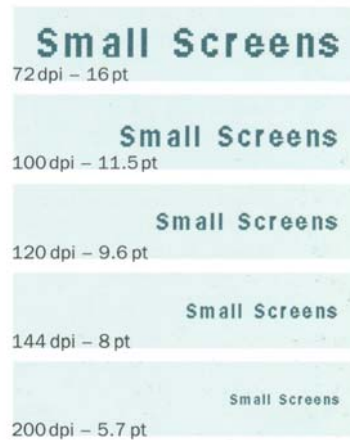 Small Screens
72 dpi – 16 pt
Small Screens
100 dpi – 11.5 pt
Small Screens
120 dpi – 9.6 pt
Small Screens
144 dpi – 8 pt
Small Screens
200 dpi – 5.7 pt